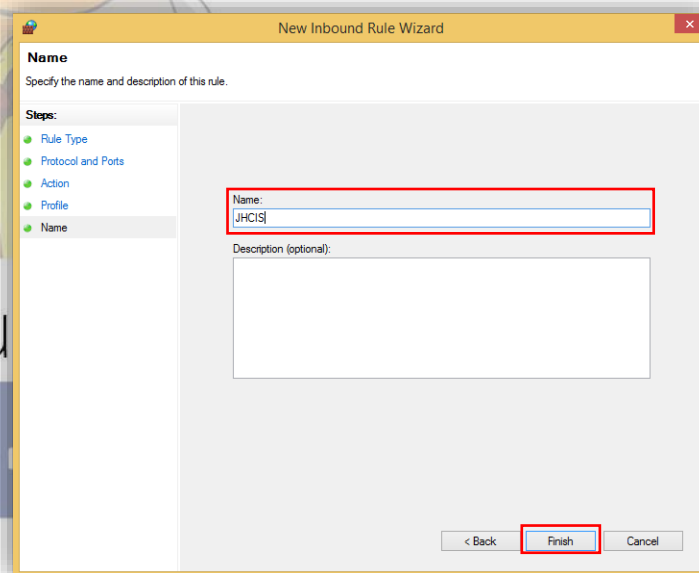 New Inbound Rule Wizard
Name
Specify the name and description of this rule.
Steps:
Rule Type
Protocol and Ports
Action
Profile
Name
Name:
JHCIS
Description (optional):
< Back
Finish
Cancel